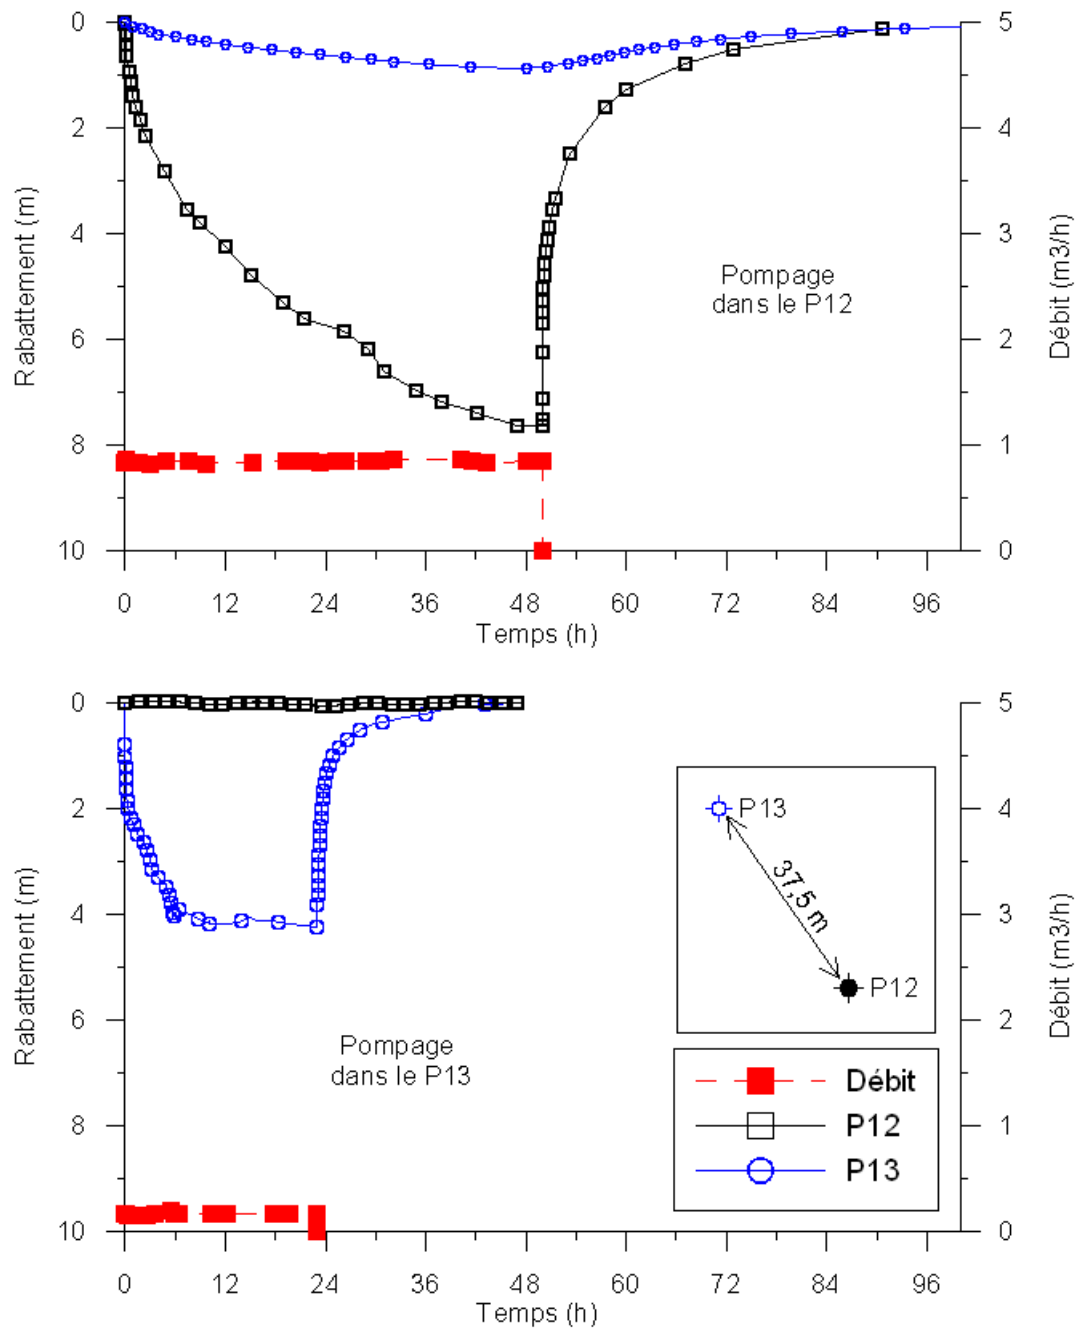 0
2
4
6
8
10
Rabattement (m)
5
4
3
2
1
0
Débit (m3/h)
Pompage
dans le P12
0 12 24 36 48 60 72 84 96
Temps (h)
0
2
4
6
8
10
Rabattement (m)
5
4
3
2
1
0
Débit (m3/h)
Pompage
dans le P13
P13
37,5 m
P12
Débit
P12
P13
0 12 24 36 48 60 72 84 96
Temps (h)